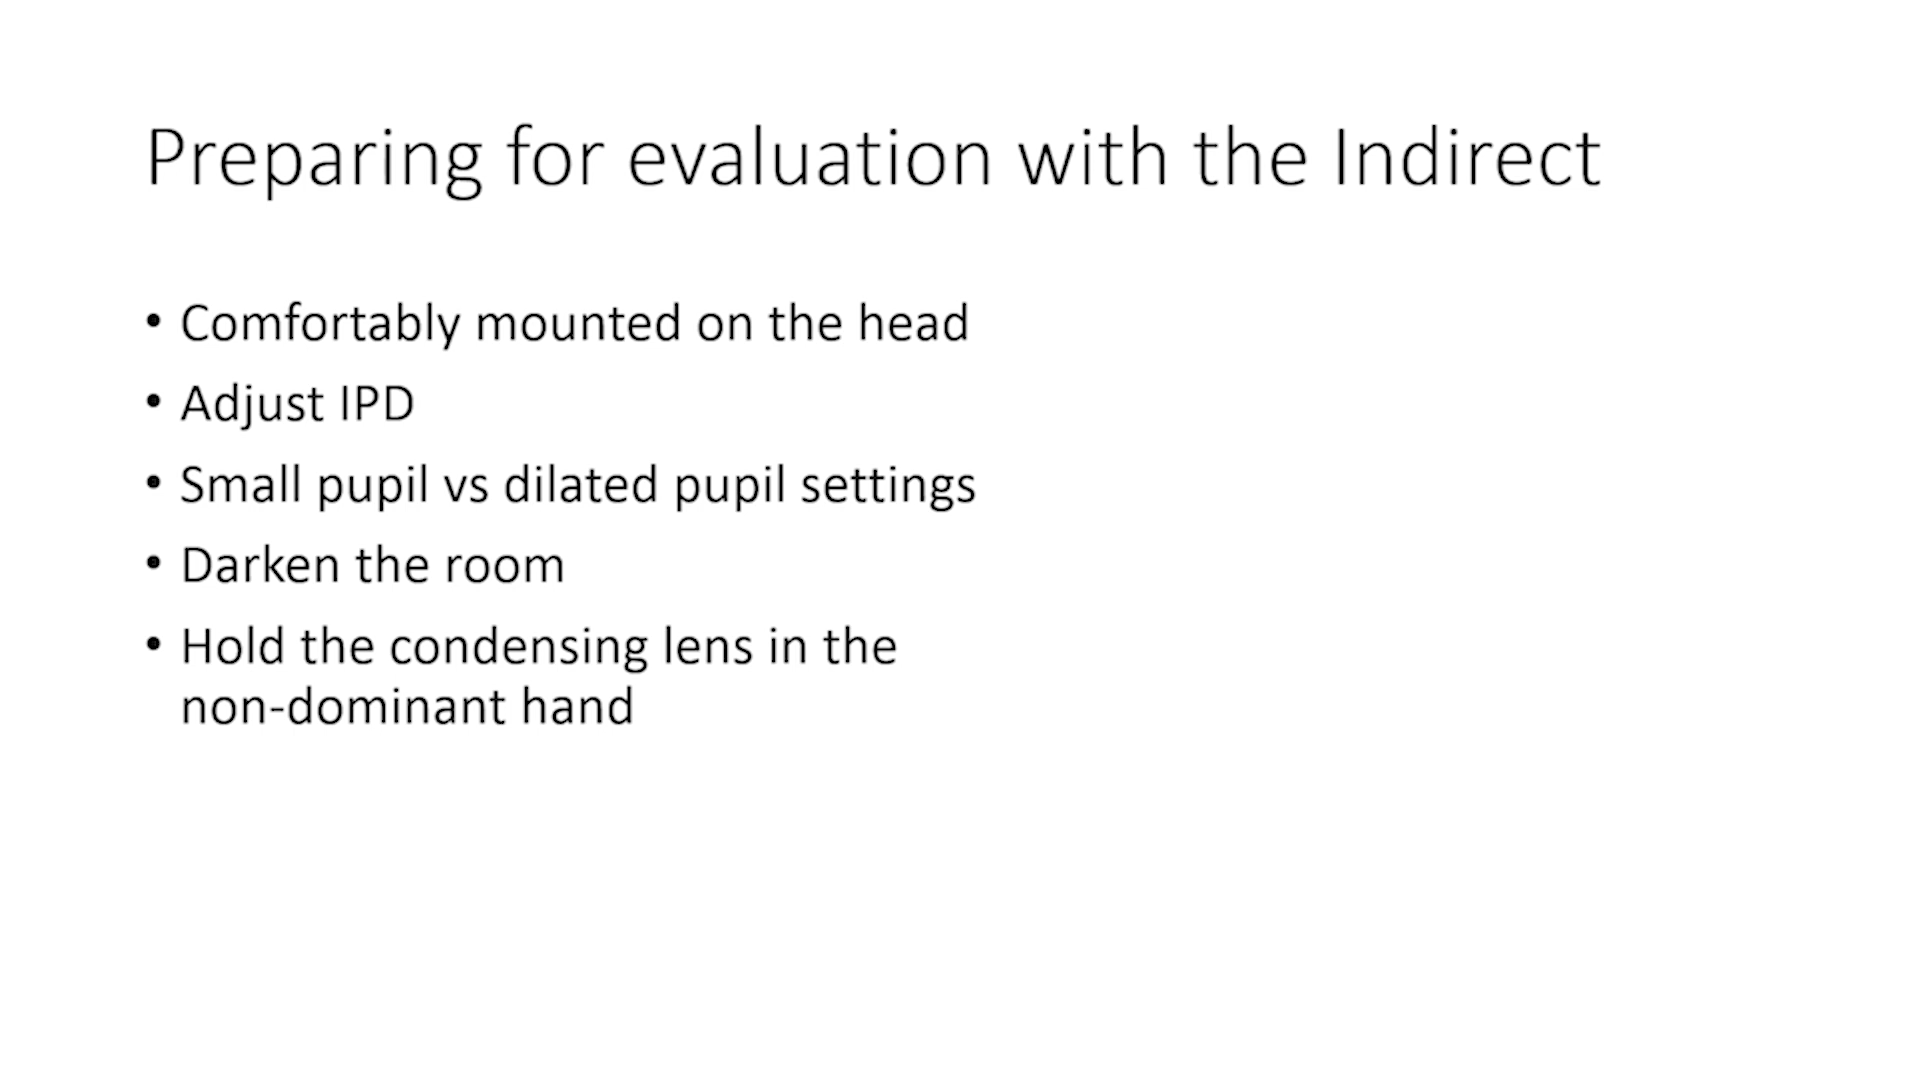 Preparing for evaluation with the Indirect
• Comfortably mounted on the head
• Adjust IPD
• Small pupil vs dilated pupil settings
• Darken the room
• Hold the condensing lens in the
non-dominant hand